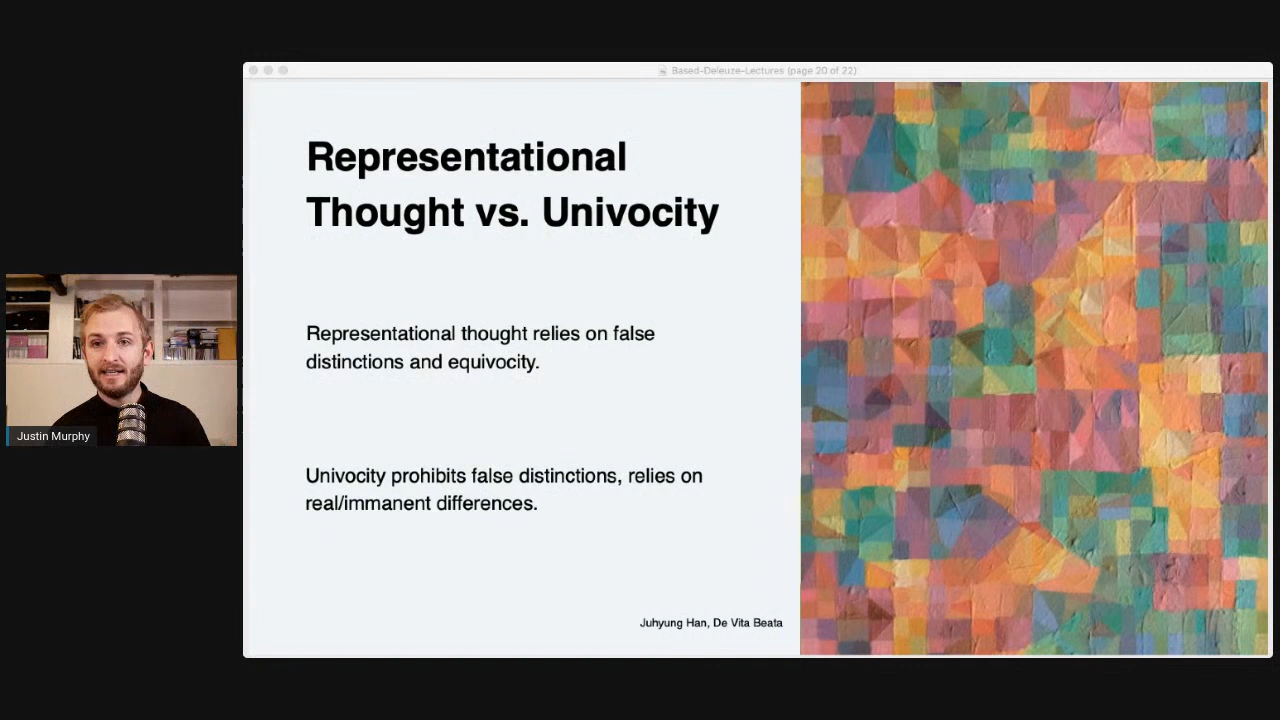 Based-Deleuze-Lectures (page 20 of 22)
Representational
Thought vs. Univocity
Representational thought relies on false
distinctions and equivocity.
Justin Murphy
Univocity prohibits false distinctions, relies on
real/immanent differences.
Juhyung Han, De Vita Beata